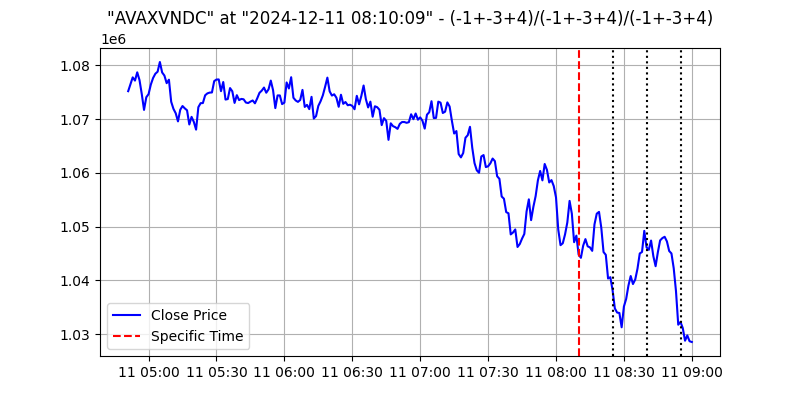 "AVAXVNDC" at "2024-12-11 08:10:09" - (-1+-3+4)/(-1+-3+4)/(-1+-3+4)
1e6
1.08
1.07
1.06
1.05
1.04
1.03
Close Price
Specific Time
11 05:00 11 05:30 11 06:00 11 06:30 11 07:00 11 07:30 11 08:00 11 08:30 11 09:00